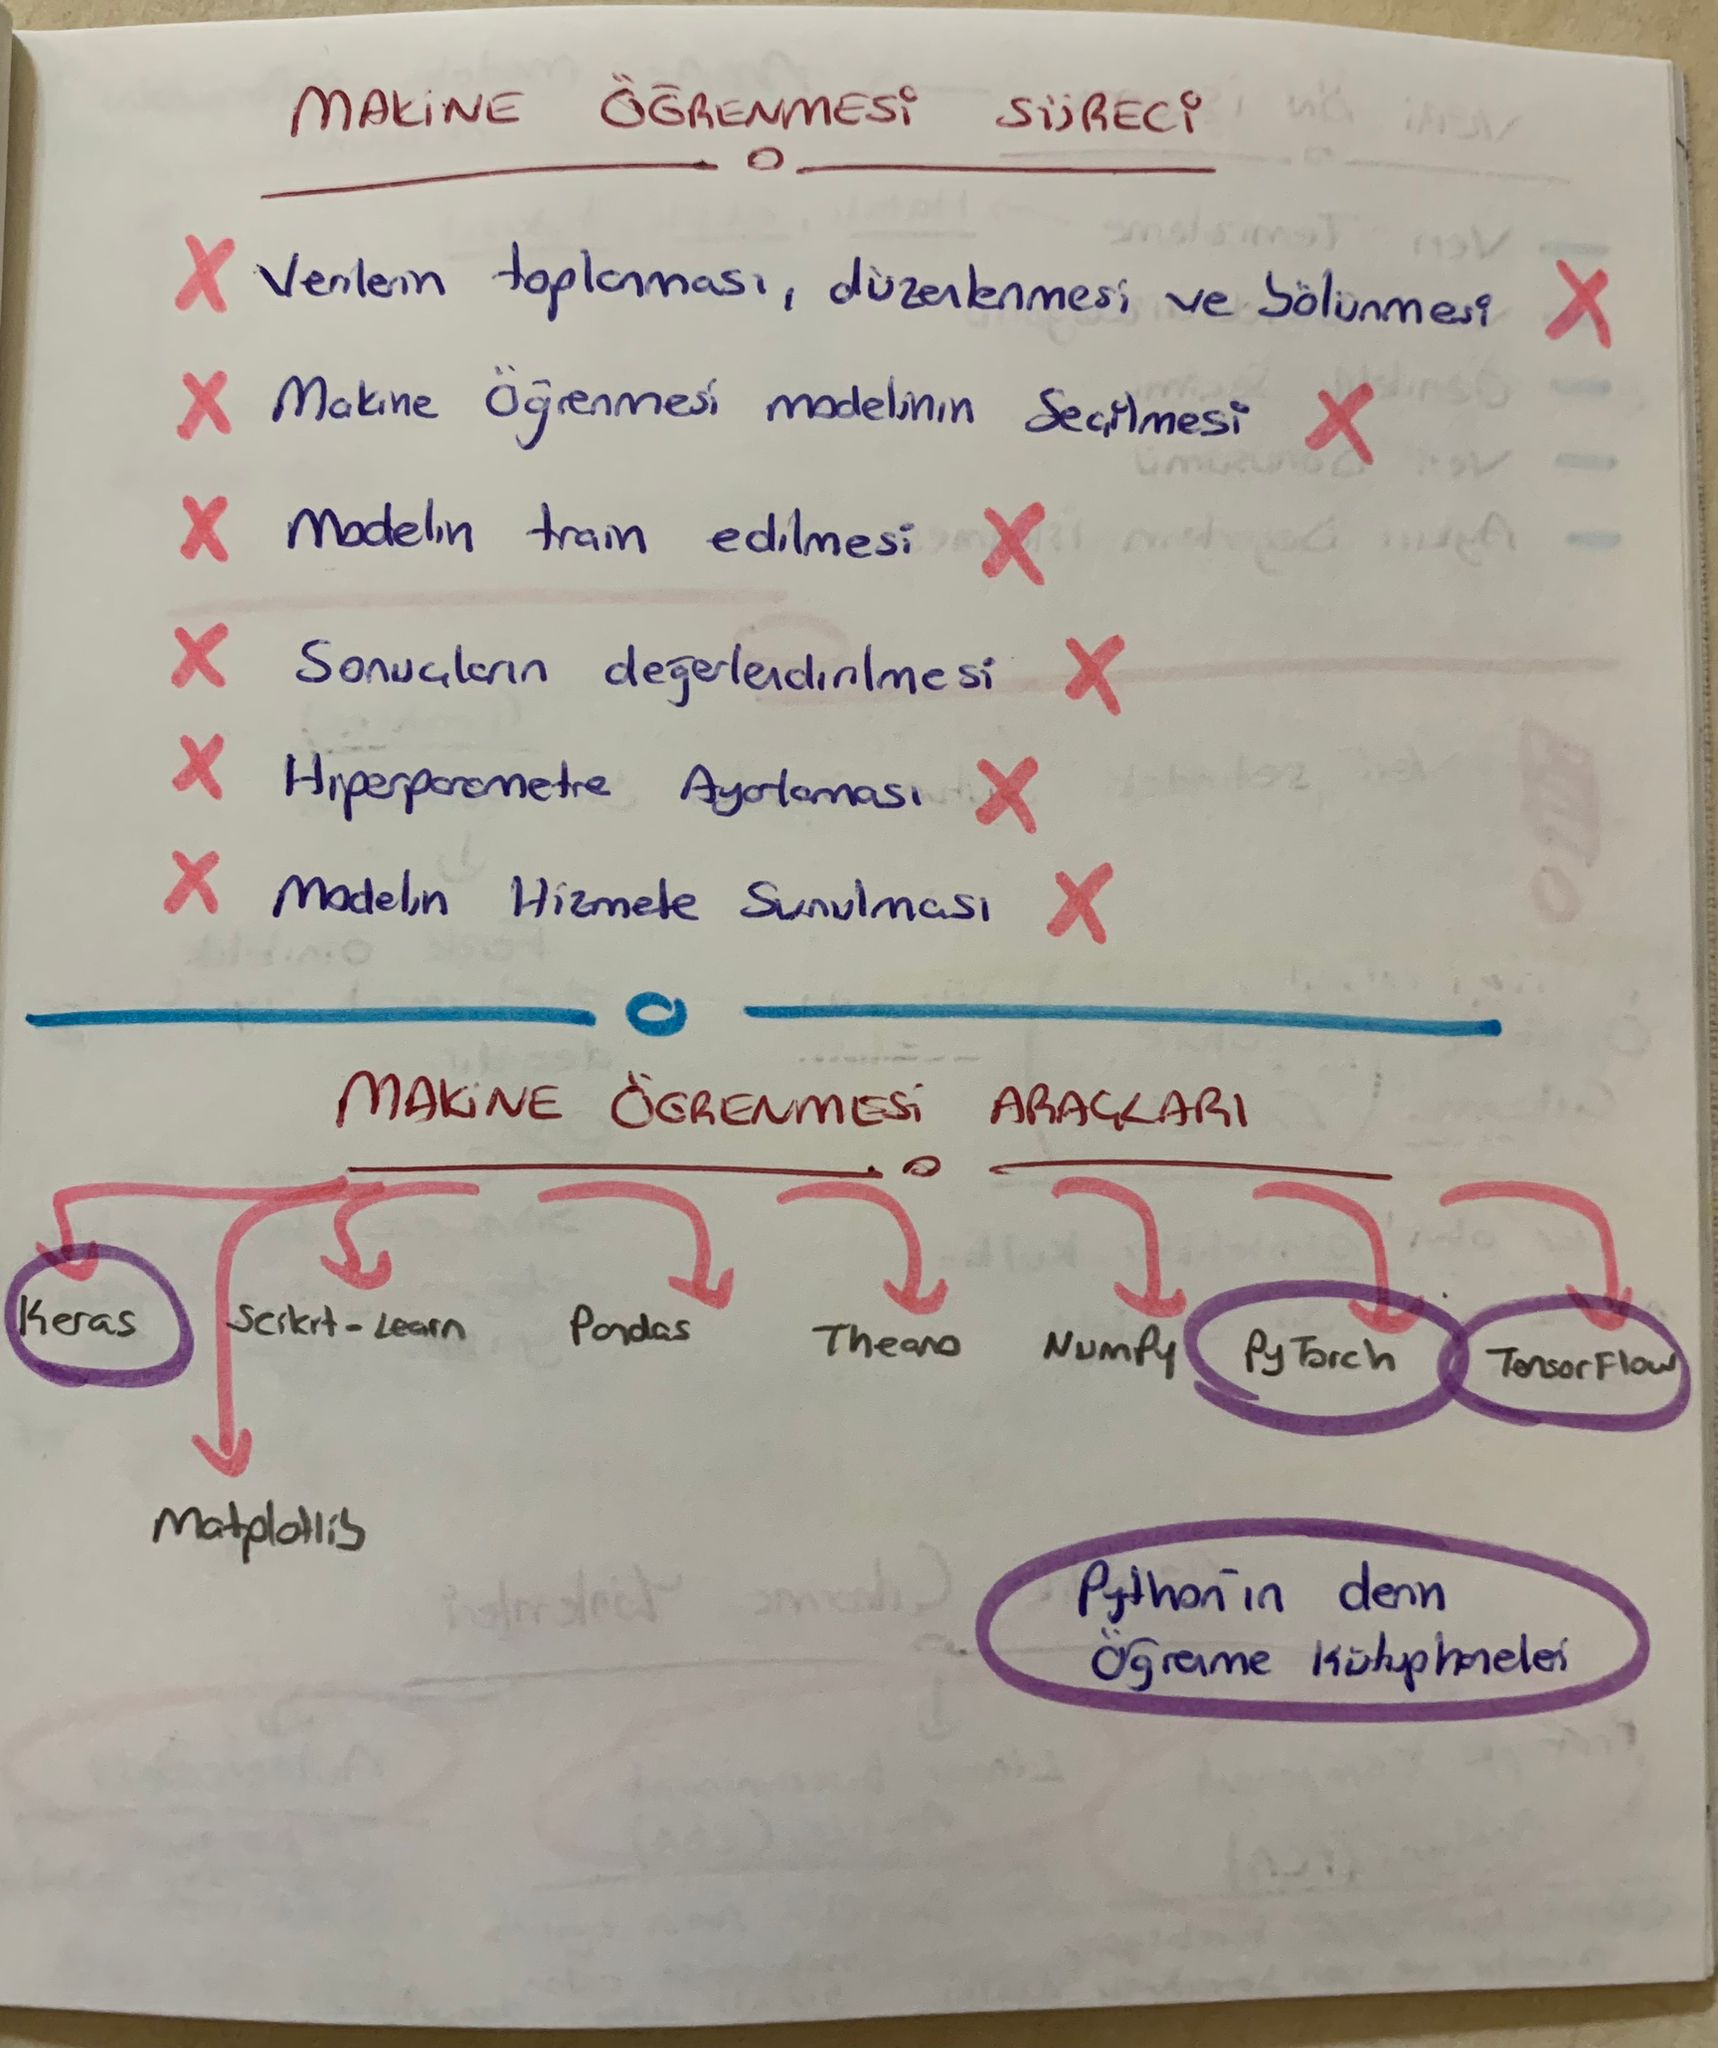 MAKİNE ÖĞRENMESİ SÜRECİ
Verilerin toplanması, düzenlenmesi ve bölünmesi
Makine Öğrenmesi modelinin Seçilmesi
Modelin train edilmesi
Sonuçların değerlendirilmesi
Hiperparametre Ayarlaması
Modelin Hizmete Sunulması
MAKİNE ÖĞRENMESİ ARAÇLARI
Keras Scikit-Learn Pandas Theano NumPy PyTorch TensorFlow
Matplotlib
Python'ın derin
Öğrenme Kütüphaneleri